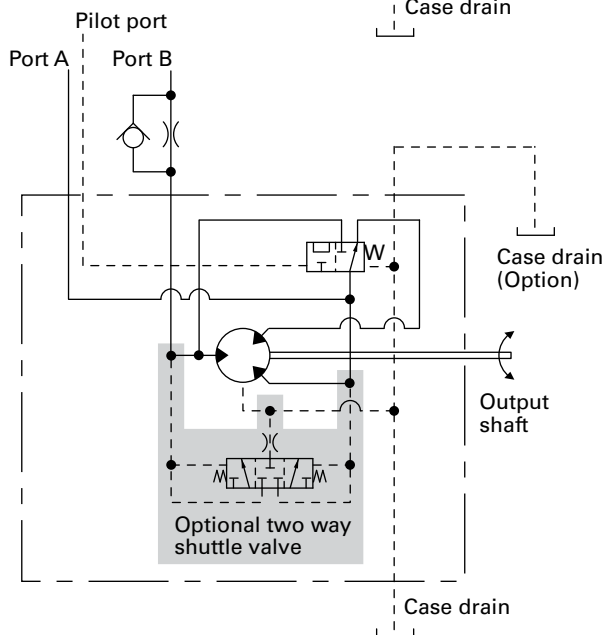 Case drain
Pilot port
Port A
Port B
Case drain
(Option)
Output
shaft
Optional two way
shuttle valve
Case drain